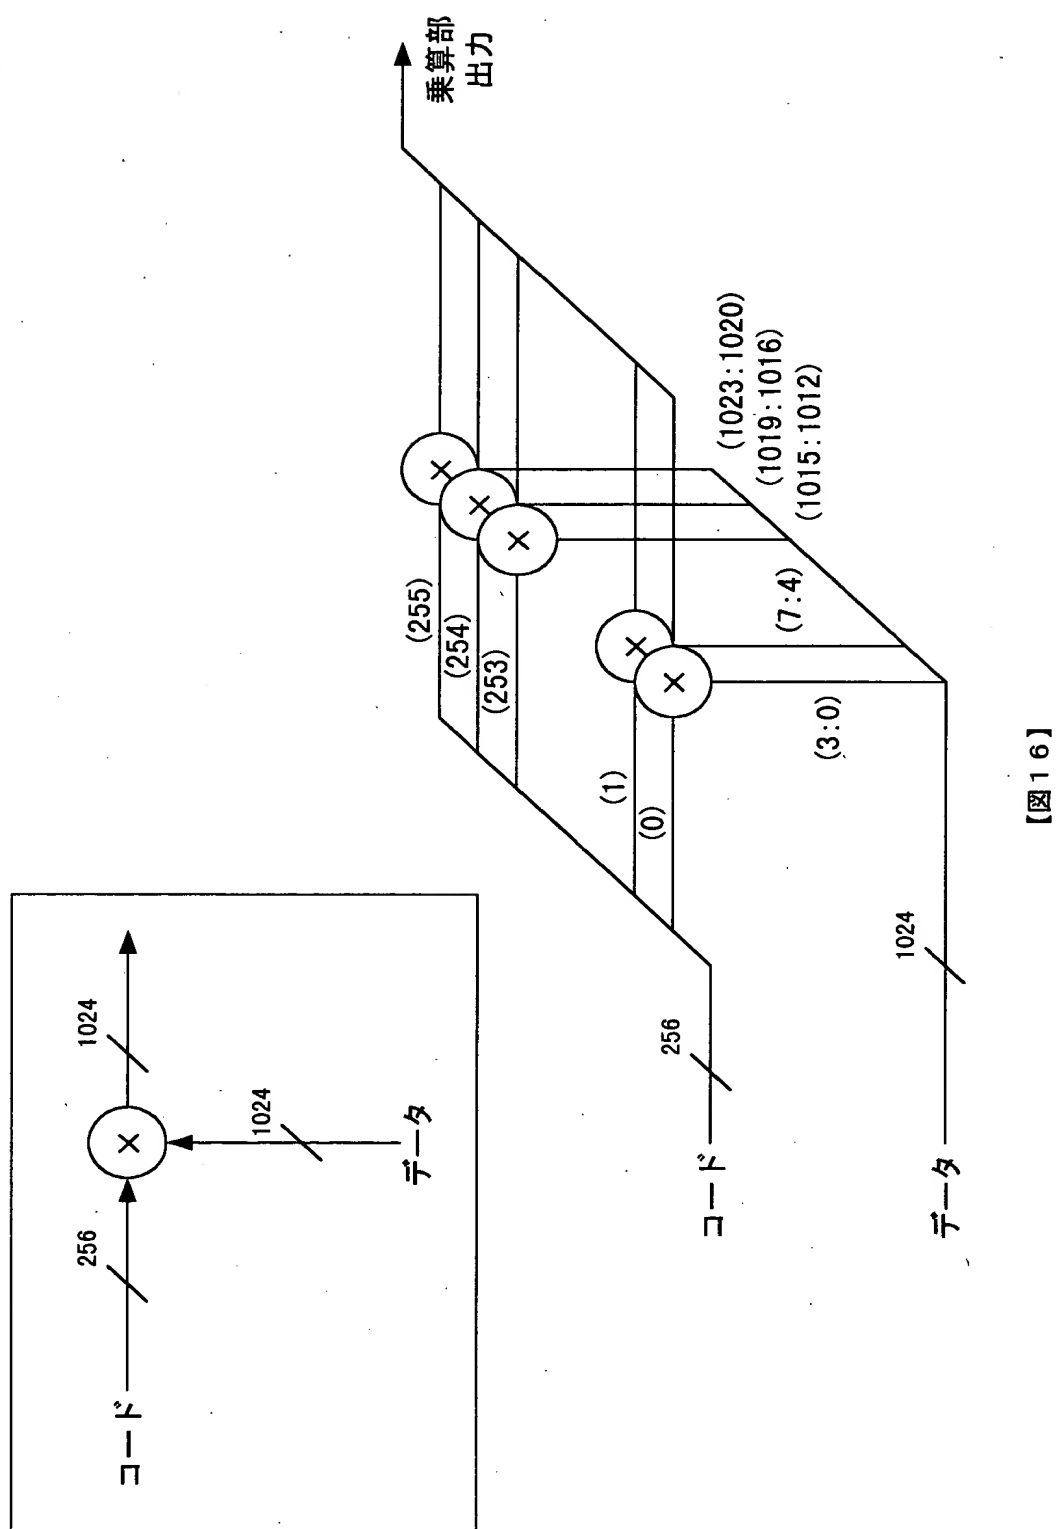 【図１６】
コード
256
1024
1024
データ
コード
256
データ
1024
(255)
(254)
(253)
(1)
(0)
(3:0)
(7:4)
(1023:1020)
(1019:1016)
(1015:1012)
乗算部
出力